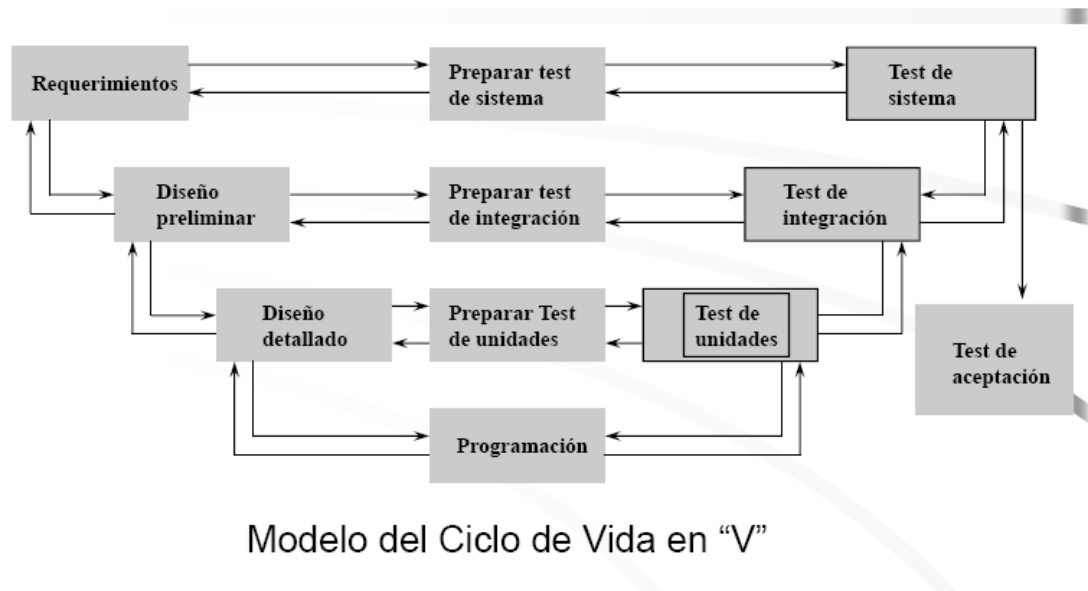 Requerimientos
Preparar test
de sistema
Test de
sistema
Diseño
preliminar
Preparar test
de integración
Test de
integración
Diseño
detallado
Preparar Test
de unidades
Test de
unidades
Test de
aceptación
Programación
Modelo del Ciclo de Vida en “V”